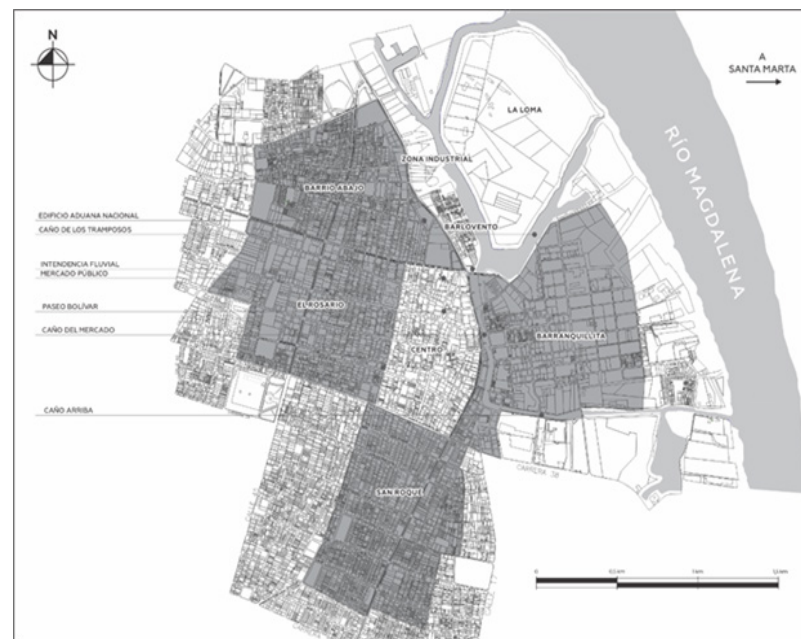 N
A
SANTA MARTA
LA LOMA
RÍO MAGDALENA
ZONA INDUSTRIAL
BARRIO ABAJO
EDIFICIO ADUANA NACIONAL
CAÑO DE LOS TRAMPOSOS
BARLOVENTO
INTENDENCIA FLUVIAL
MERCADO PÚBLICO
PASEO BOLÍVAR
EL ROSARIO
CAÑO DEL MERCADO
BARRANQUILLITA
CENTRO
CAÑO ARRIBA
CARRERA 38
SAN ROQUE
0